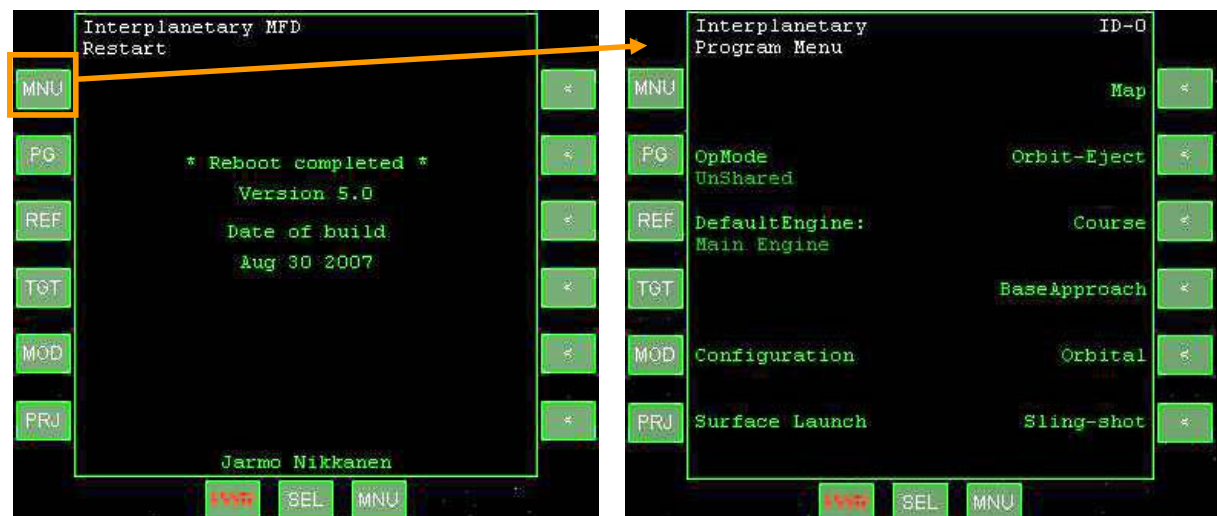 Interplanetary MFD
Restart
MNU <
PG * Reboot completed * <
Version 5.0
REF Date of build <
Aug 30 2007
TGT <
MOD <
PRJ <
Jarmo Nikkanen
SEL MNU
Interplanetary ID-0
Program Menu
MNU Map <
PG OpMode Orbit-Eject <
UnShared
REF DefaultEngine: Course <
Main Engine
TGT BaseApproach <
MOD Configuration Orbital <
PRJ Surface Launch Sling-shot <
SEL MNU